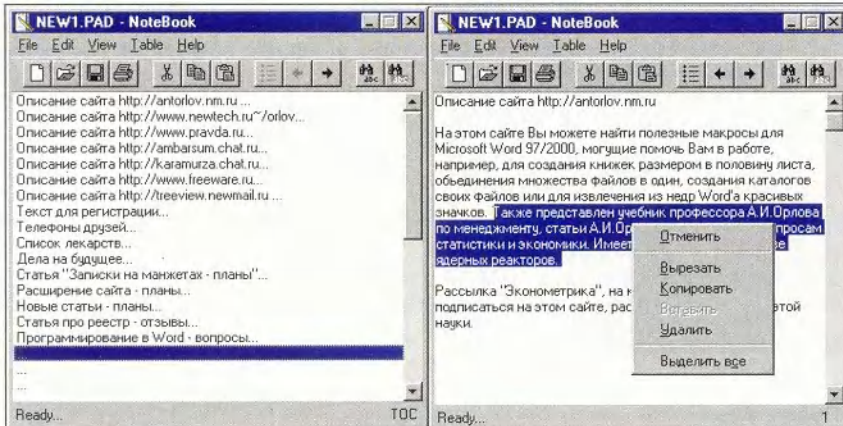 NEW1.PAD - NoteBook
File Edit View Table Help
Описание сайта http://antorlov.nm.ru ...
Описание сайта http://www.newtech.ru~/orlov...
Описание сайта http://www.pravda.ru...
Описание сайта http://ambarsum.chat.ru...
Описание сайта http://karamurza.chat.ru...
Описание сайта http://www.freeware.ru...
Описание сайта http://treeview.newmail.ru ...
Текст для регистрации...
Телефоны друзей...
Список лекарств...
Дела на будущее...
Статья "Записки на манжетах - планы"...
Расширение сайта - планы...
Новые статьи - планы...
Статья про реестр - отзывы...
Программирование в Word - вопросы...
...
...
...
Ready... TOC
NEW1.PAD - NoteBook
File Edit View Table Help
Описание сайта http://antorlov.nm.ru
На этом сайте Вы можете найти полезные макросы для
Microsoft Word 97/2000, могущие помочь Вам в работе,
например, для создания книжек размером в половину листа,
объединения множества файлов в один, создания каталогов
своих файлов или для извлечения из недр Word'а красивых
значков. Также представлен учебник профессора А.И.Орлова
по менеджменту, статьи А.И.Ор просам
статистики и экономики. Имеет ве
ядерных реакторов.
Рассылка "Эконометрика", на к
подписаться на этом сайте, рас этой
науки.
Отменить
Вырезать
Копировать
Вставить
Удалить
Выделить все
Ready... 1